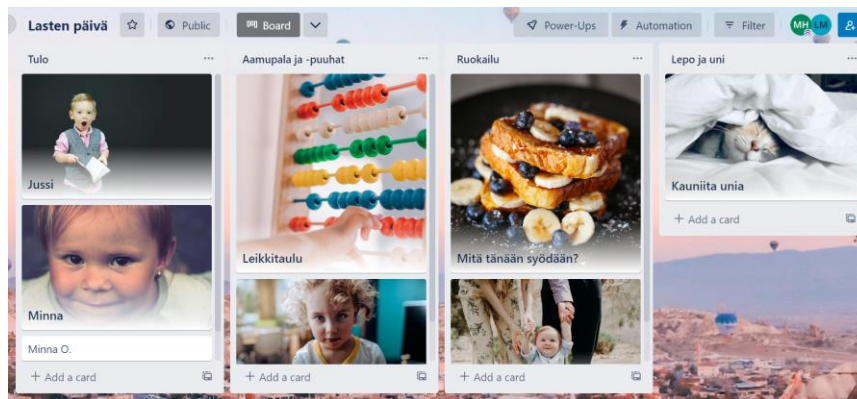 Lasten päivä
Public
Board
Power-Ups
Automation
Filter
MH
LM
Tulo
Jussi
Minna
Minna O.
+ Add a card
Aamupala ja -puuhat
Leikkitaulu
+ Add a card
Ruokailu
Mitä tänään syödään?
+ Add a card
Lepo ja uni
Kauniita unia
+ Add a card